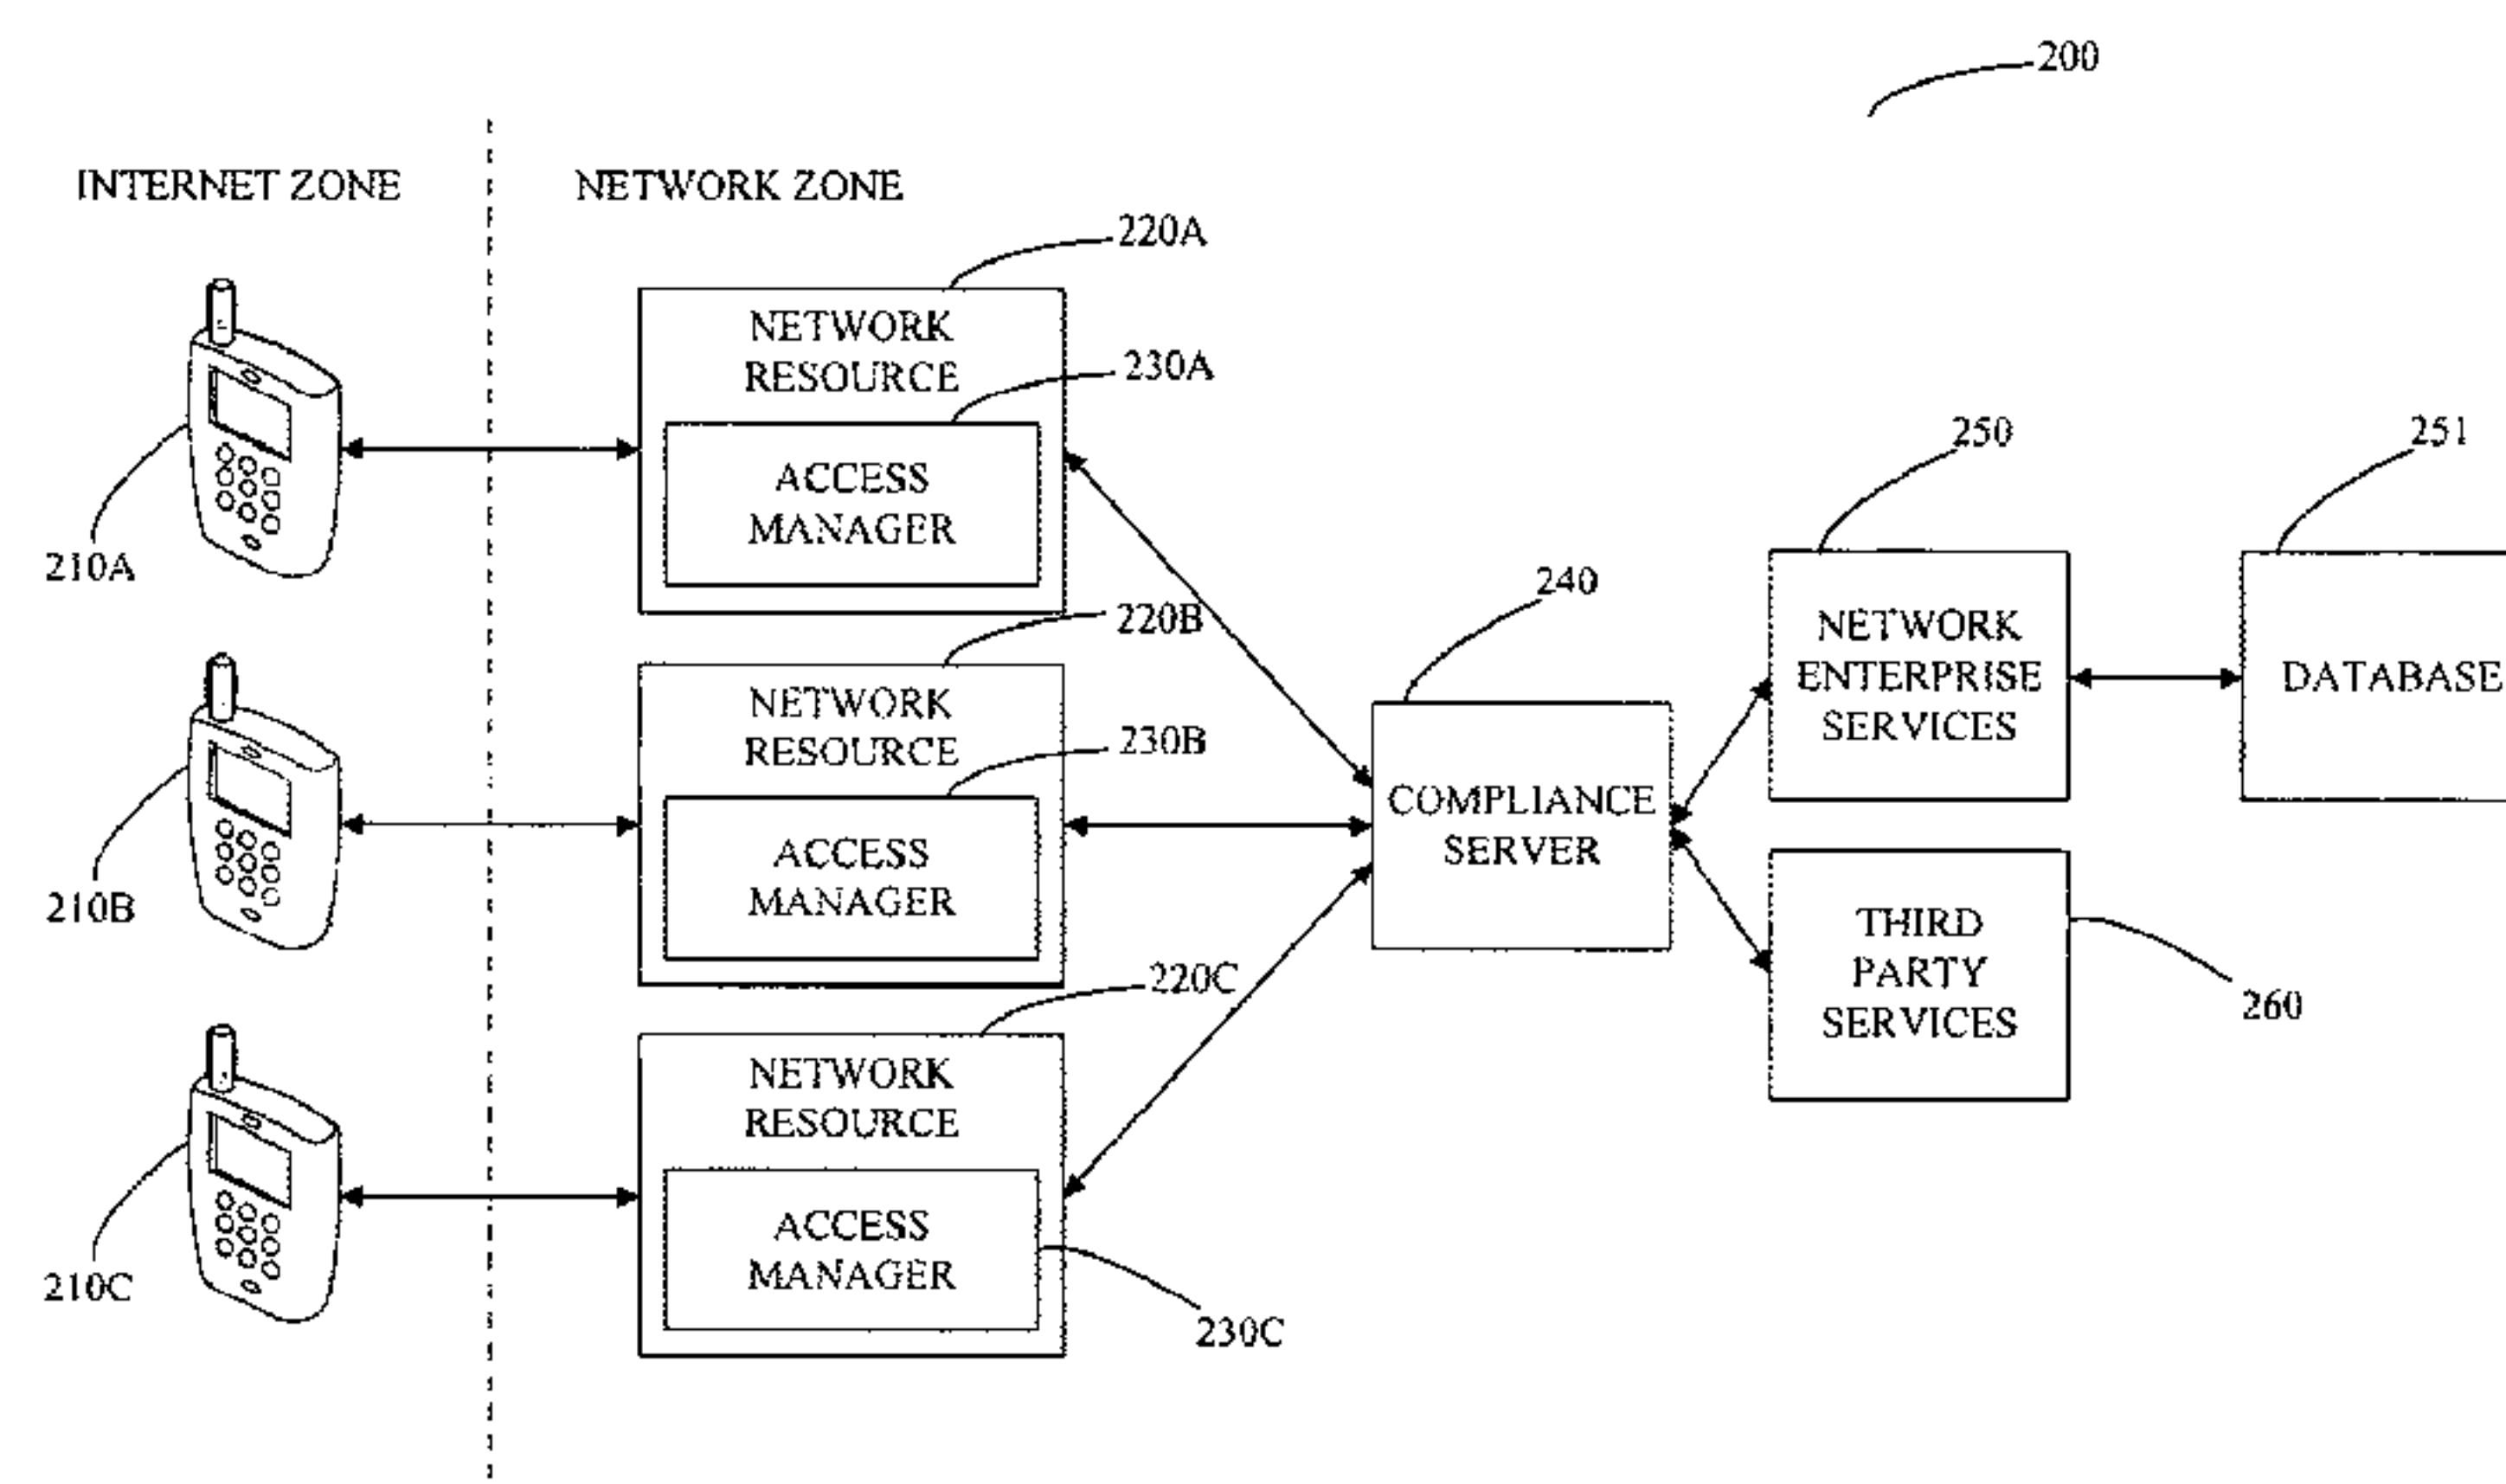 200
INTERNET ZONE
NETWORK ZONE
220A
NETWORK
RESOURCE
230A
ACCESS
MANAGER
210A
220B
NETWORK
RESOURCE
230B
ACCESS
MANAGER
210B
220C
NETWORK
RESOURCE
ACCESS
MANAGER
230C
210C
240
COMPLIANCE
SERVER
250
NETWORK
ENTERPRISE
SERVICES
251
DATABASE
THIRD
PARTY
SERVICES
260